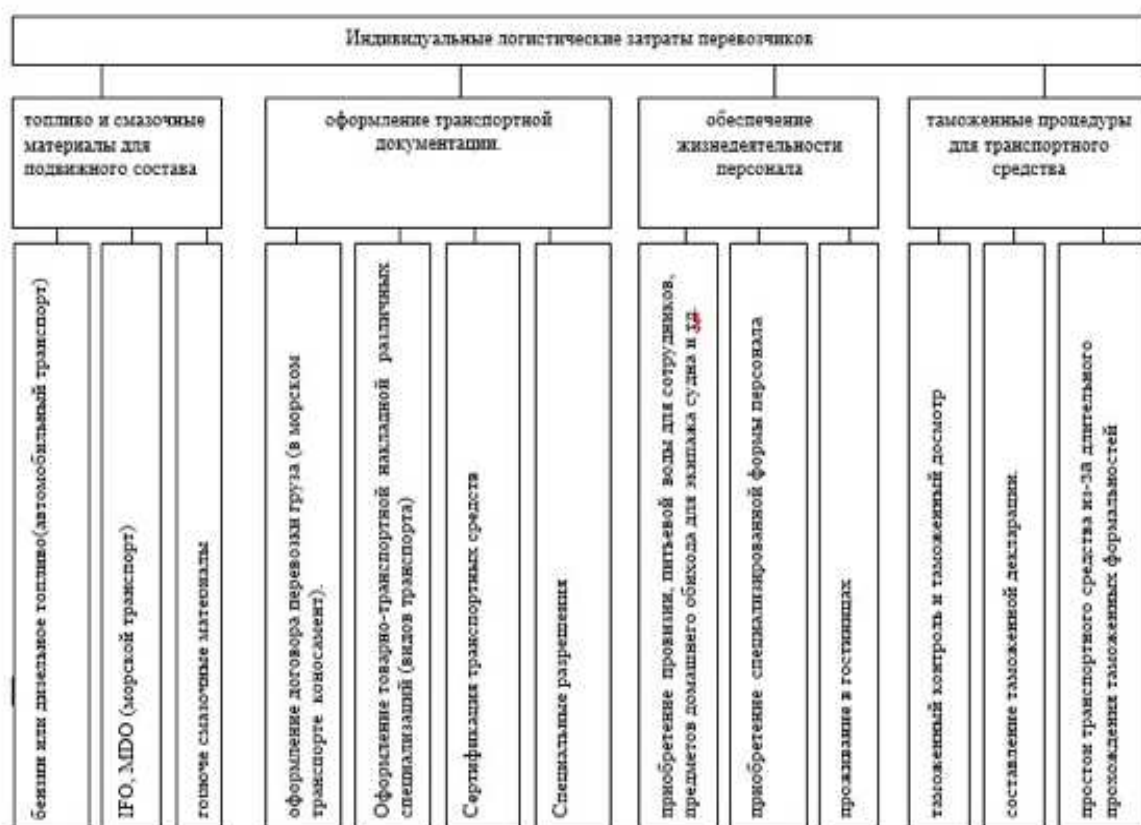 Индивидуальные логистические затраты перевозчиков
топливо и смазочные
материалы для
подвижного состава
оформление транспортной
документации.
обеспечение
жизнедеятельности
персонала
таможенные процедуры
для транспортного
средства
бензин или дизельное топливо(автомобильный транспорт)
IFO, MDO (морской транспорт)
горюче смазочные материалы
оформление договора перевозки груза (в морском
транспорте коносамент).
Оформление товарно-транспортной накладной различных
специализаций (видов транспорта)
Сертификация транспортных средств
Специальные разрешения
приобретение провизии, питьевой воды для сотрудников,
предметов домашнего обихода для экипажа судна и тд.
приобретение специализированной формы персонала
проживание в гостиницах
таможенный контроль и таможенный досмотр
составление таможенной декларации.
простои транспортного средства из-за длительного
прохождения таможенных формальностей